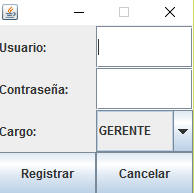 Usuario:
Contraseña:
Cargo: GERENTE
Registrar Cancelar